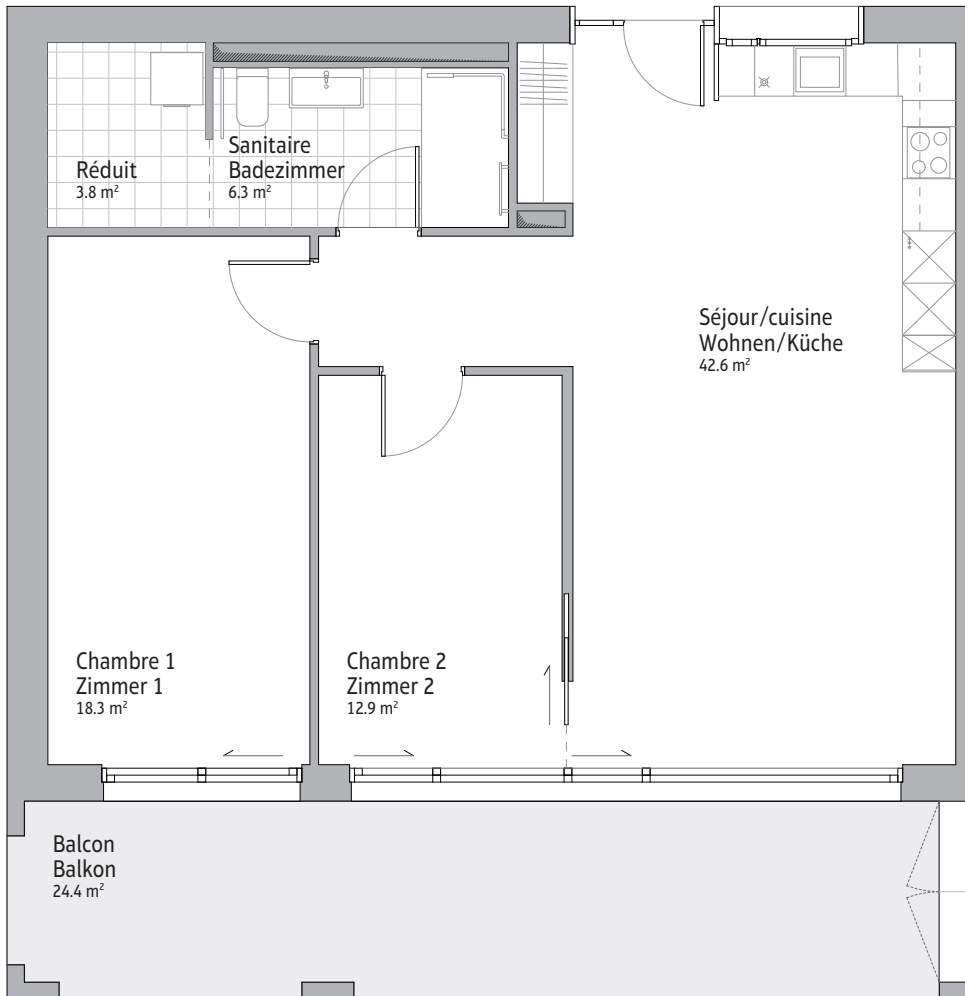 Réduit
3.8 m²
Sanitaire
Badezimmer
6.3 m²
Séjour/cuisine
Wohnen/Küche
42.6 m²
Chambre 1
Zimmer 1
18.3 m²
Chambre 2
Zimmer 2
12.9 m²
Balcon
Balkon
24.4 m²